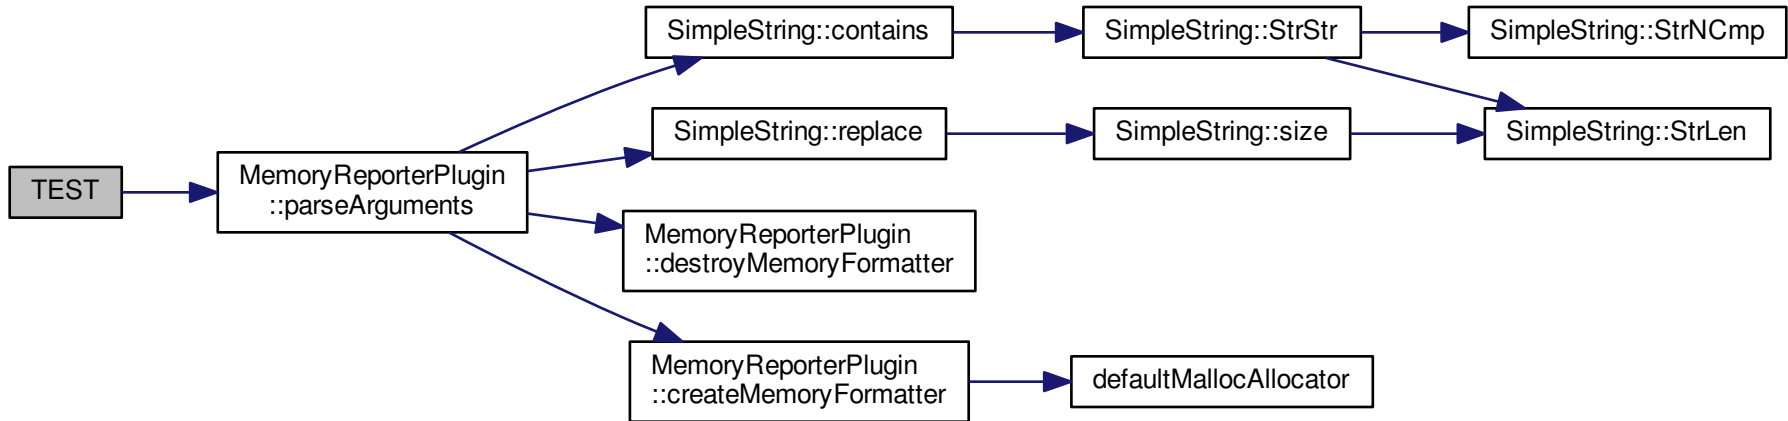 TEST
MemoryReporterPlugin
::parseArguments
SimpleString::contains
SimpleString::StrStr
SimpleString::StrNCmp
SimpleString::replace
SimpleString::size
SimpleString::StrLen
MemoryReporterPlugin
::destroyMemoryFormatter
MemoryReporterPlugin
::createMemoryFormatter
defaultMallocAllocator